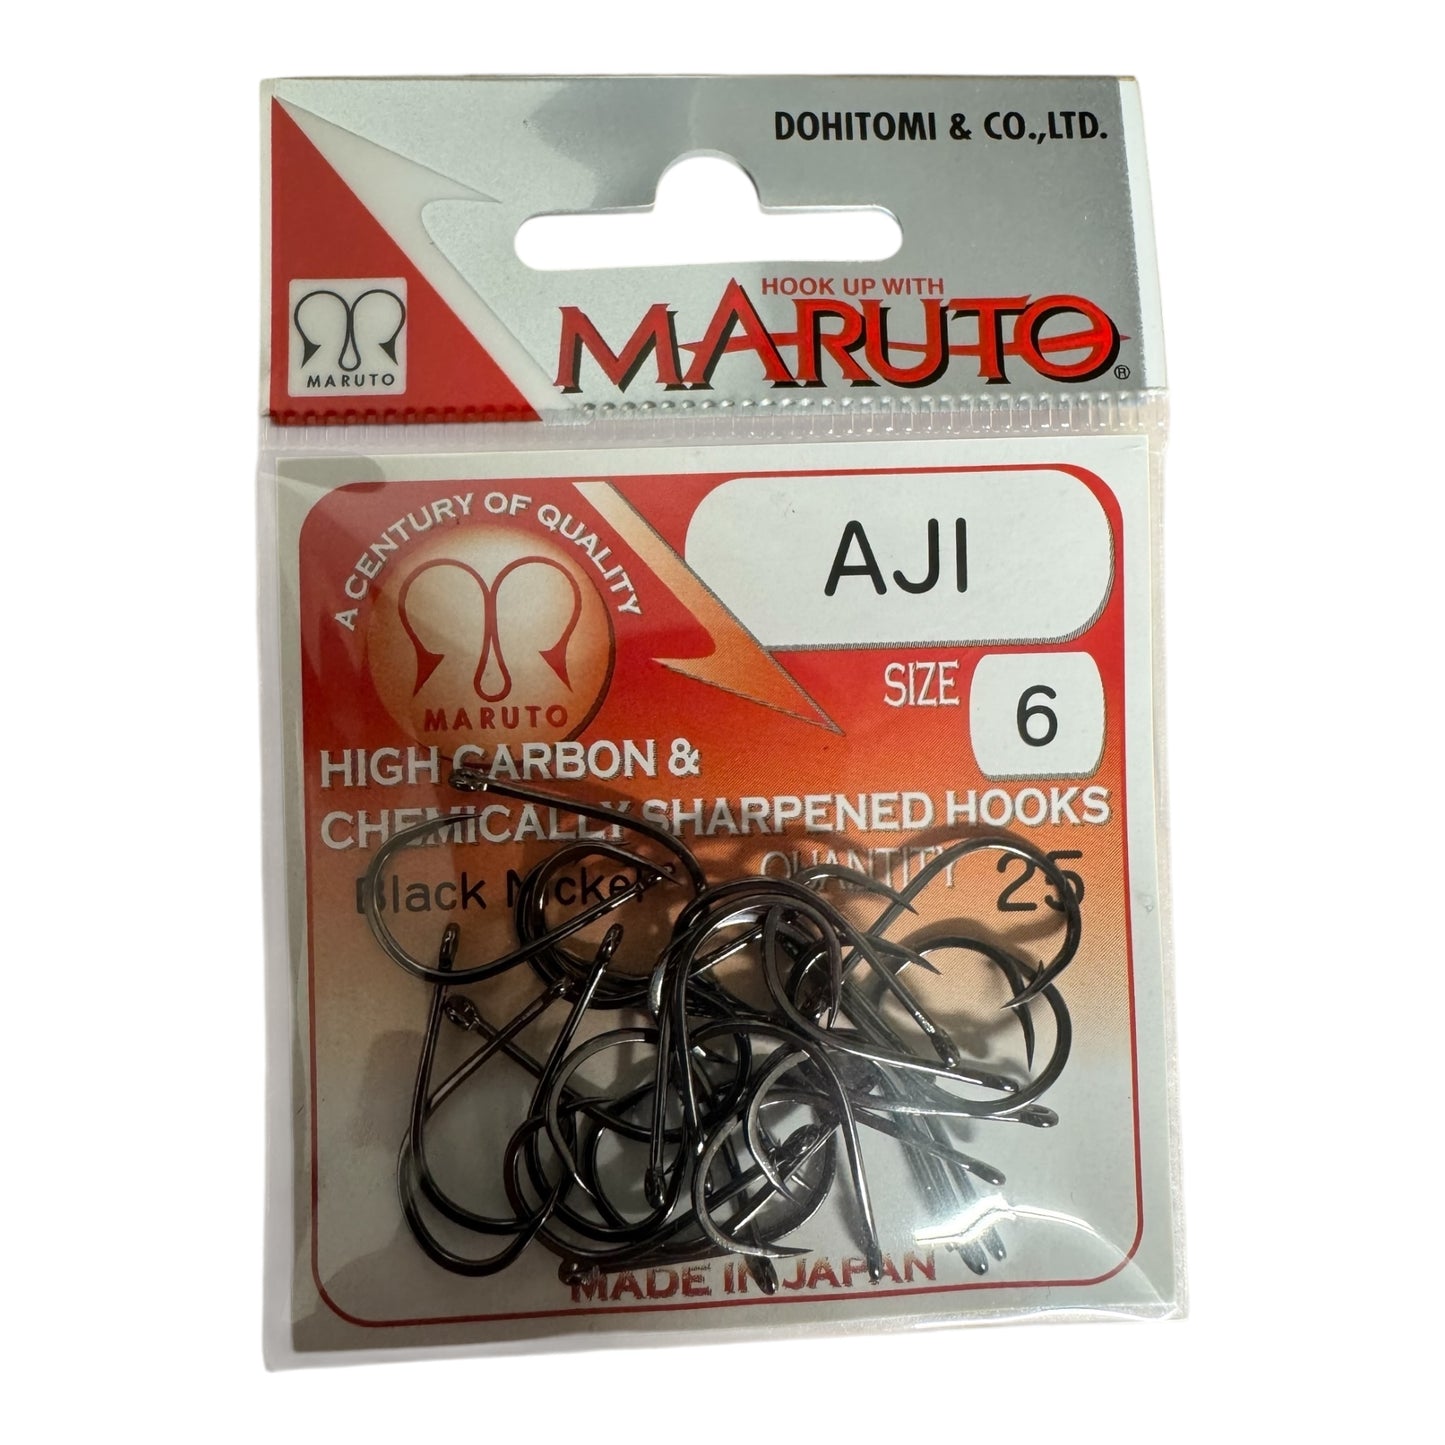 DOHITOMI & CO.,LTD.
HOOK UP WITH
MARUTO®
MARUTO
A CENTURY OF QUALITY
MARUTO
AJI
SIZE 6
HIGH CARBON &
CHEMICALLY SHARPENED HOOKS
QUANTITY 25
Black Nickel
MADE IN JAPAN